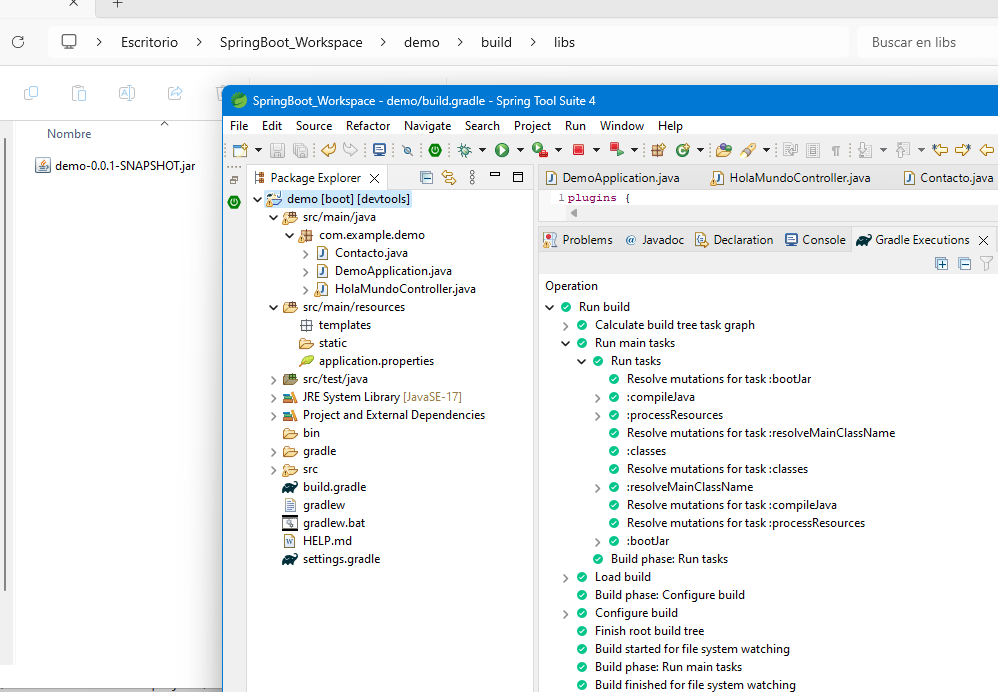 Escritorio > SpringBoot_Workspace > demo > build > libs
Buscar en libs
Nombre
demo-0.0.1-SNAPSHOT.jar
SpringBoot_Workspace - demo/build.gradle - Spring Tool Suite 4
File Edit Source Refactor Navigate Search Project Run Window Help
Package Explorer
demo [boot] [devtools]
src/main/java
com.example.demo
Contacto.java
DemoApplication.java
HolaMundoController.java
src/main/resources
templates
static
application.properties
src/test/java
JRE System Library [JavaSE-17]
Project and External Dependencies
bin
gradle
src
build.gradle
gradlew
gradlew.bat
HELP.md
settings.gradle
DemoApplication.java HolaMundoController.java Contacto.java
1 plugins {
Problems Javadoc Declaration Console Gradle Executions
Operation
Run build
Calculate build tree task graph
Run main tasks
Run tasks
Resolve mutations for task :bootJar
:compileJava
:processResources
Resolve mutations for task :resolveMainClassName
:classes
Resolve mutations for task :classes
:resolveMainClassName
Resolve mutations for task :compileJava
Resolve mutations for task :processResources
:bootJar
Build phase: Run tasks
Load build
Build phase: Configure build
Configure build
Finish root build tree
Build started for file system watching
Build phase: Run main tasks
Build finished for file system watching